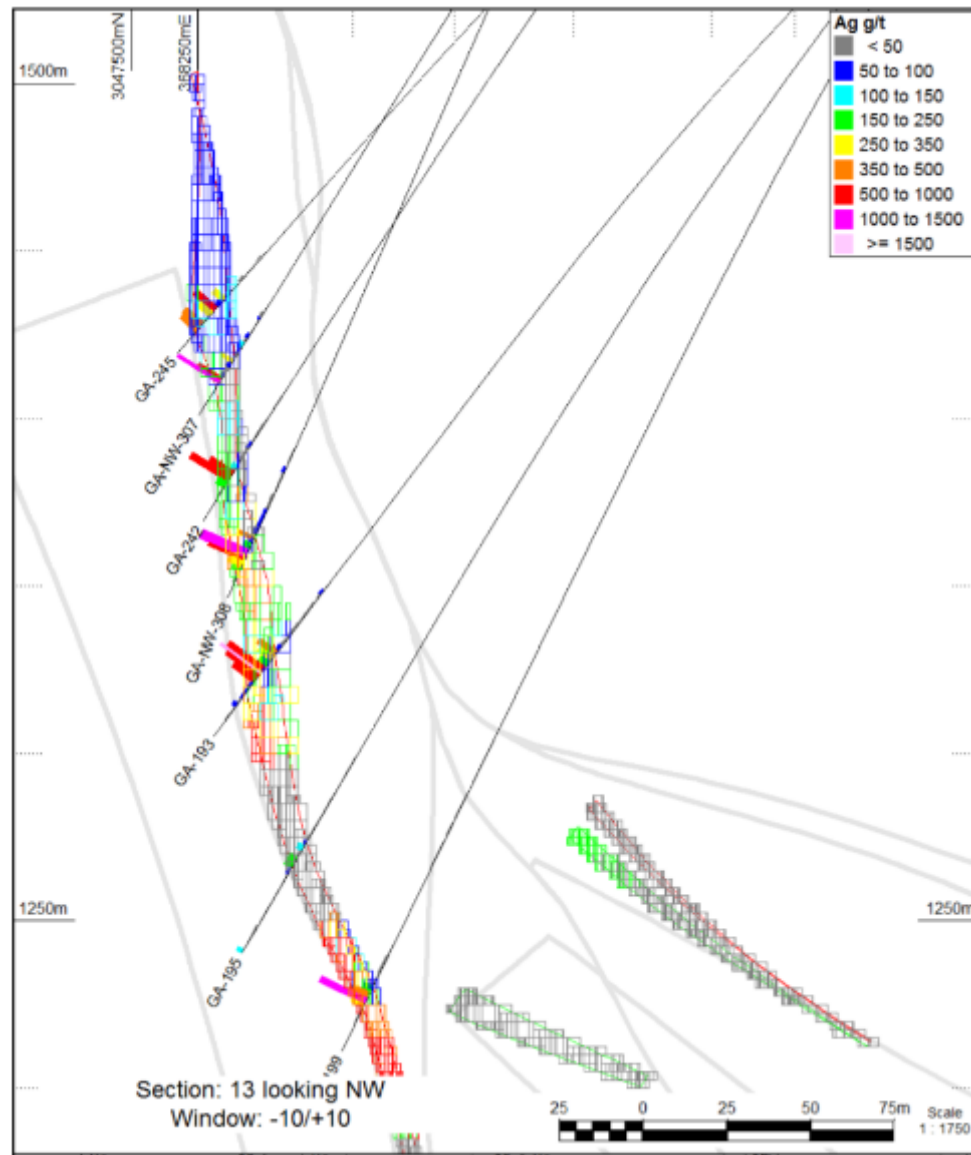 3047500mN
368250mE
1500m
Ag g/t
< 50
50 to 100
100 to 150
150 to 250
250 to 350
350 to 500
500 to 1000
1000 to 1500
>= 1500
GA-245
GA-NW-307
GA-242
GA-NW-308
GA-193
1250m
1250m
GA-195
199
Section: 13 looking NW
Window: -10/+10
25 0 25 50 75m
Scale
1 : 1750